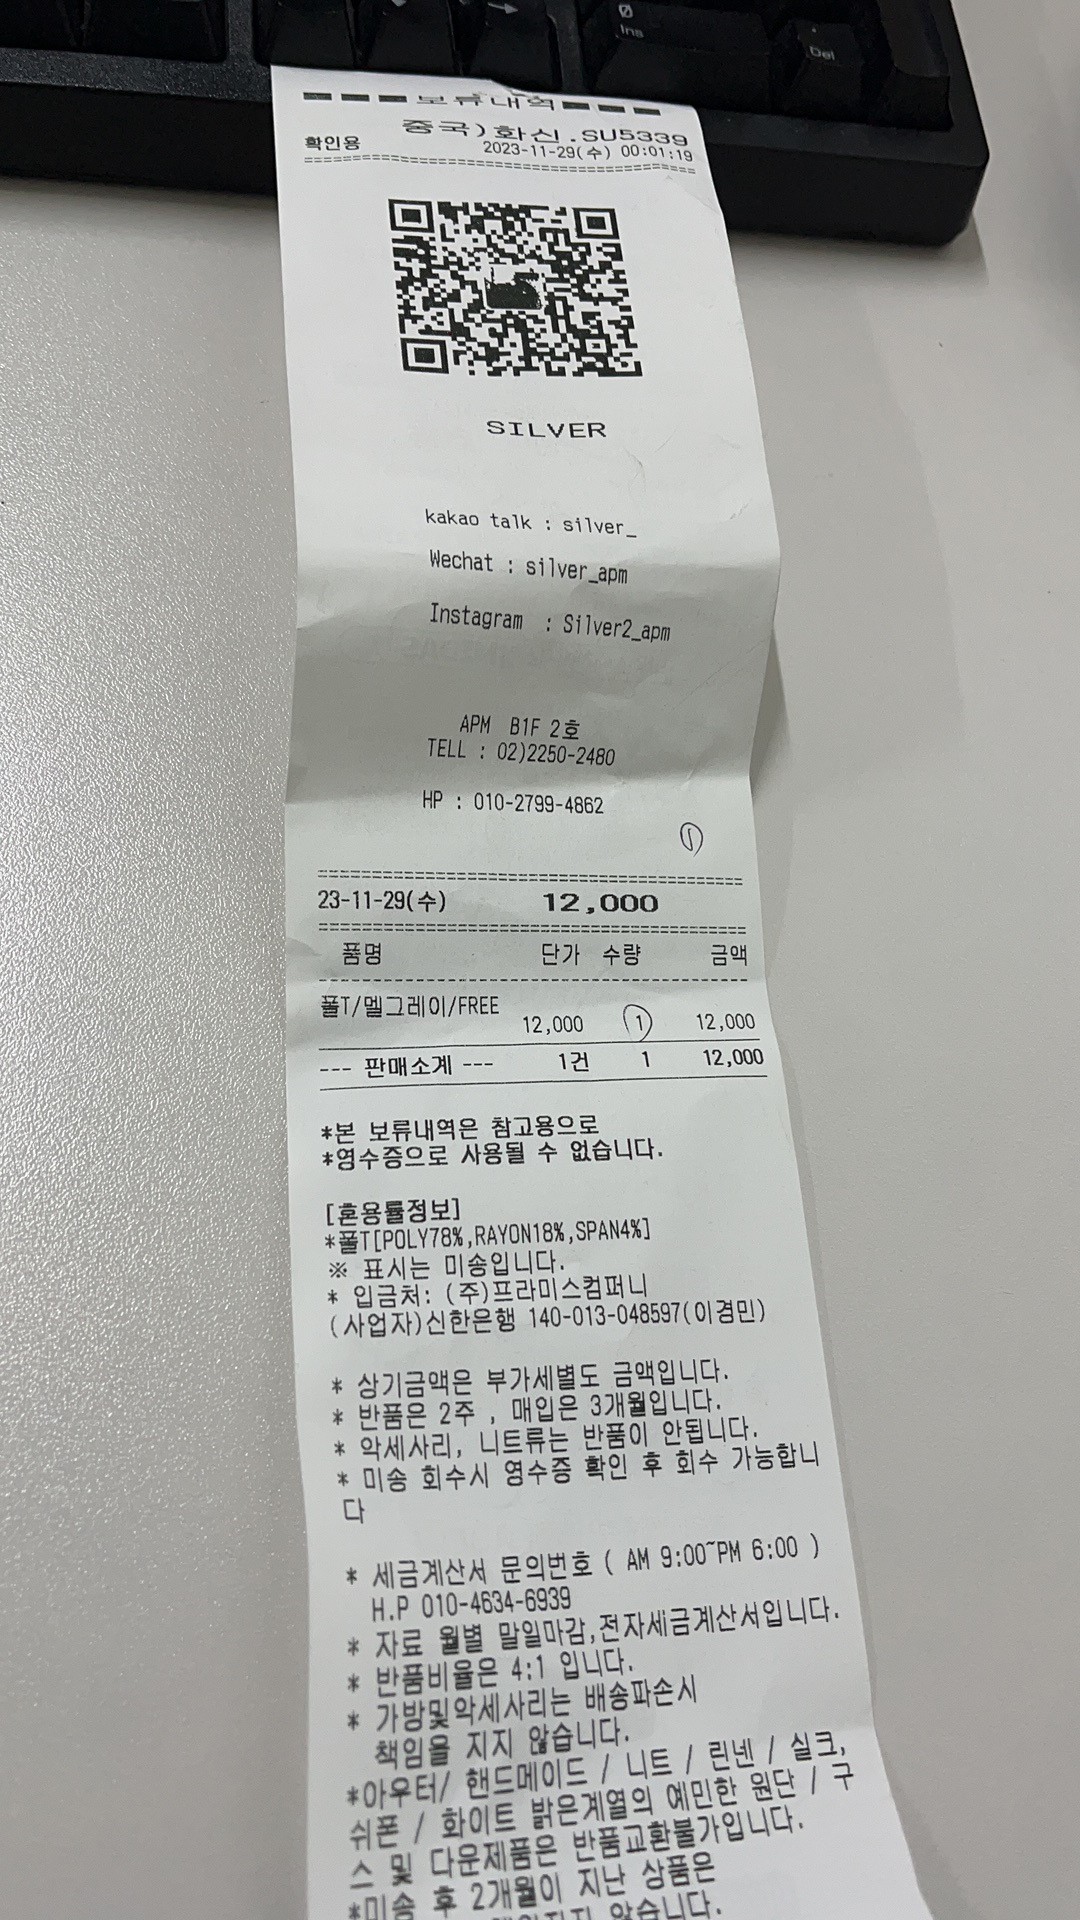 Ø
Ins
Del
보류내역
중국)화신.SU5339
확인용 2023-11-29(수) 00:01:19
SILVER
kakao talk : silver_
Wechat : silver_apm
Instagram : Silver2_apm
APM B1F 2호
TELL : 02)2250-2480
HP : 010-2799-4862
23-11-29(수) 12,000
품명 단가 수량 금액
폴T/멜그레이/FREE
12,000 1 12,000
--- 판매소계 --- 1건 1 12,000
*본 보류내역은 참고용으로
*영수증으로 사용될 수 없습니다.
[혼용률정보]
*폴T[POLY78%,RAYON18%,SPAN4%]
※ 표시는 미송입니다.
* 입금처: (주)프라미스컴퍼니
(사업자)신한은행 140-013-048597(이경민)
* 상기금액은 부가세별도 금액입니다.
* 반품은 2주 , 매입은 3개월입니다.
* 악세사리, 니트류는 반품이 안됩니다.
* 미송 회수시 영수증 확인 후 회수 가능합니
다
* 세금계산서 문의번호 ( AM 9:00~PM 6:00 )
H.P 010-4634-6939
* 자료 월별 말일마감,전자세금계산서입니다.
* 반품비율은 4:1 입니다.
* 가방및악세사리는 배송파손시
책임을 지지 않습니다.
*아우터/ 핸드메이드 / 니트 / 린넨 / 실크,
쉬폰 / 화이트 밝은계열의 예민한 원단 / 구
스 및 다운제품은 반품교환불가입니다.
*미송 후 2개월이 지난 상품은
않습니다.